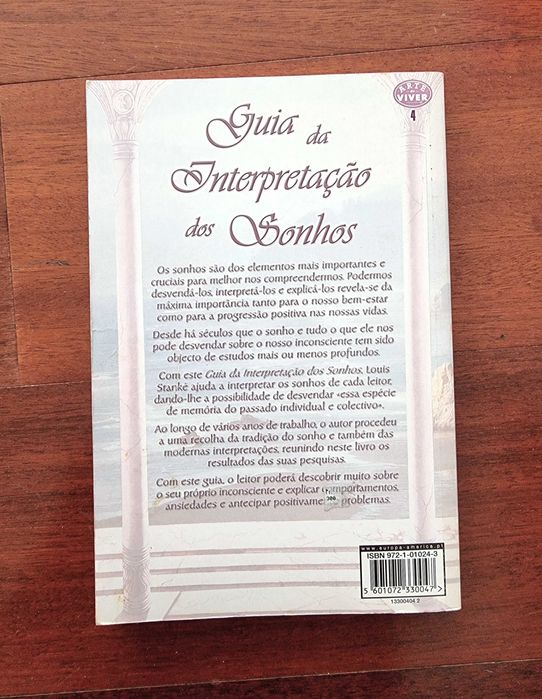 ARTE
de
VIVER
4
Guia da
Interpretação
dos Sonhos
Os sonhos são dos elementos mais importantes e
cruciais para melhor nos compreendermos. Podermos
desvendá-los, interpretá-los e explicá-los revela-se da
máxima importância tanto para o nosso bem-estar
como para a progressão positiva nas nossas vidas.
Desde há séculos que o sonho e tudo o que ele nos
pode desvendar sobre o nosso inconsciente tem sido
objecto de estudos mais ou menos profundos.
Com este Guia da Interpretação dos Sonhos, Louis
Stanké ajuda a interpretar os sonhos de cada leitor,
dando-lhe a possibilidade de desvendar «essa espécie
de memória do passado individual e colectivo».
Ao longo de vários anos de trabalho, o autor procedeu
a uma recolha da tradição do sonho e também das
modernas interpretações, reunindo neste livro os
resultados das suas pesquisas.
Com este guia, o leitor poderá descobrir muito sobre
o seu próprio inconsciente e explicar comportamentos,
ansiedades e antecipar positivame problemas.
www.europa-america.pt
ISBN 972-1-01024-3
5 601072 330047 >
13300404 2